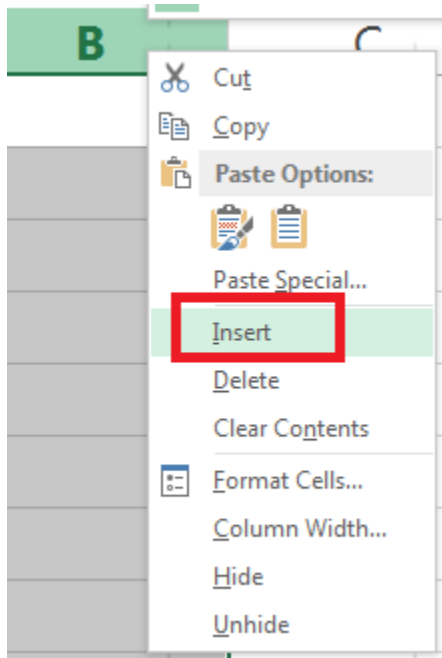 B
C
Cut
Copy
Paste Options:
Paste Special...
Insert
Delete
Clear Contents
Format Cells...
Column Width...
Hide
Unhide